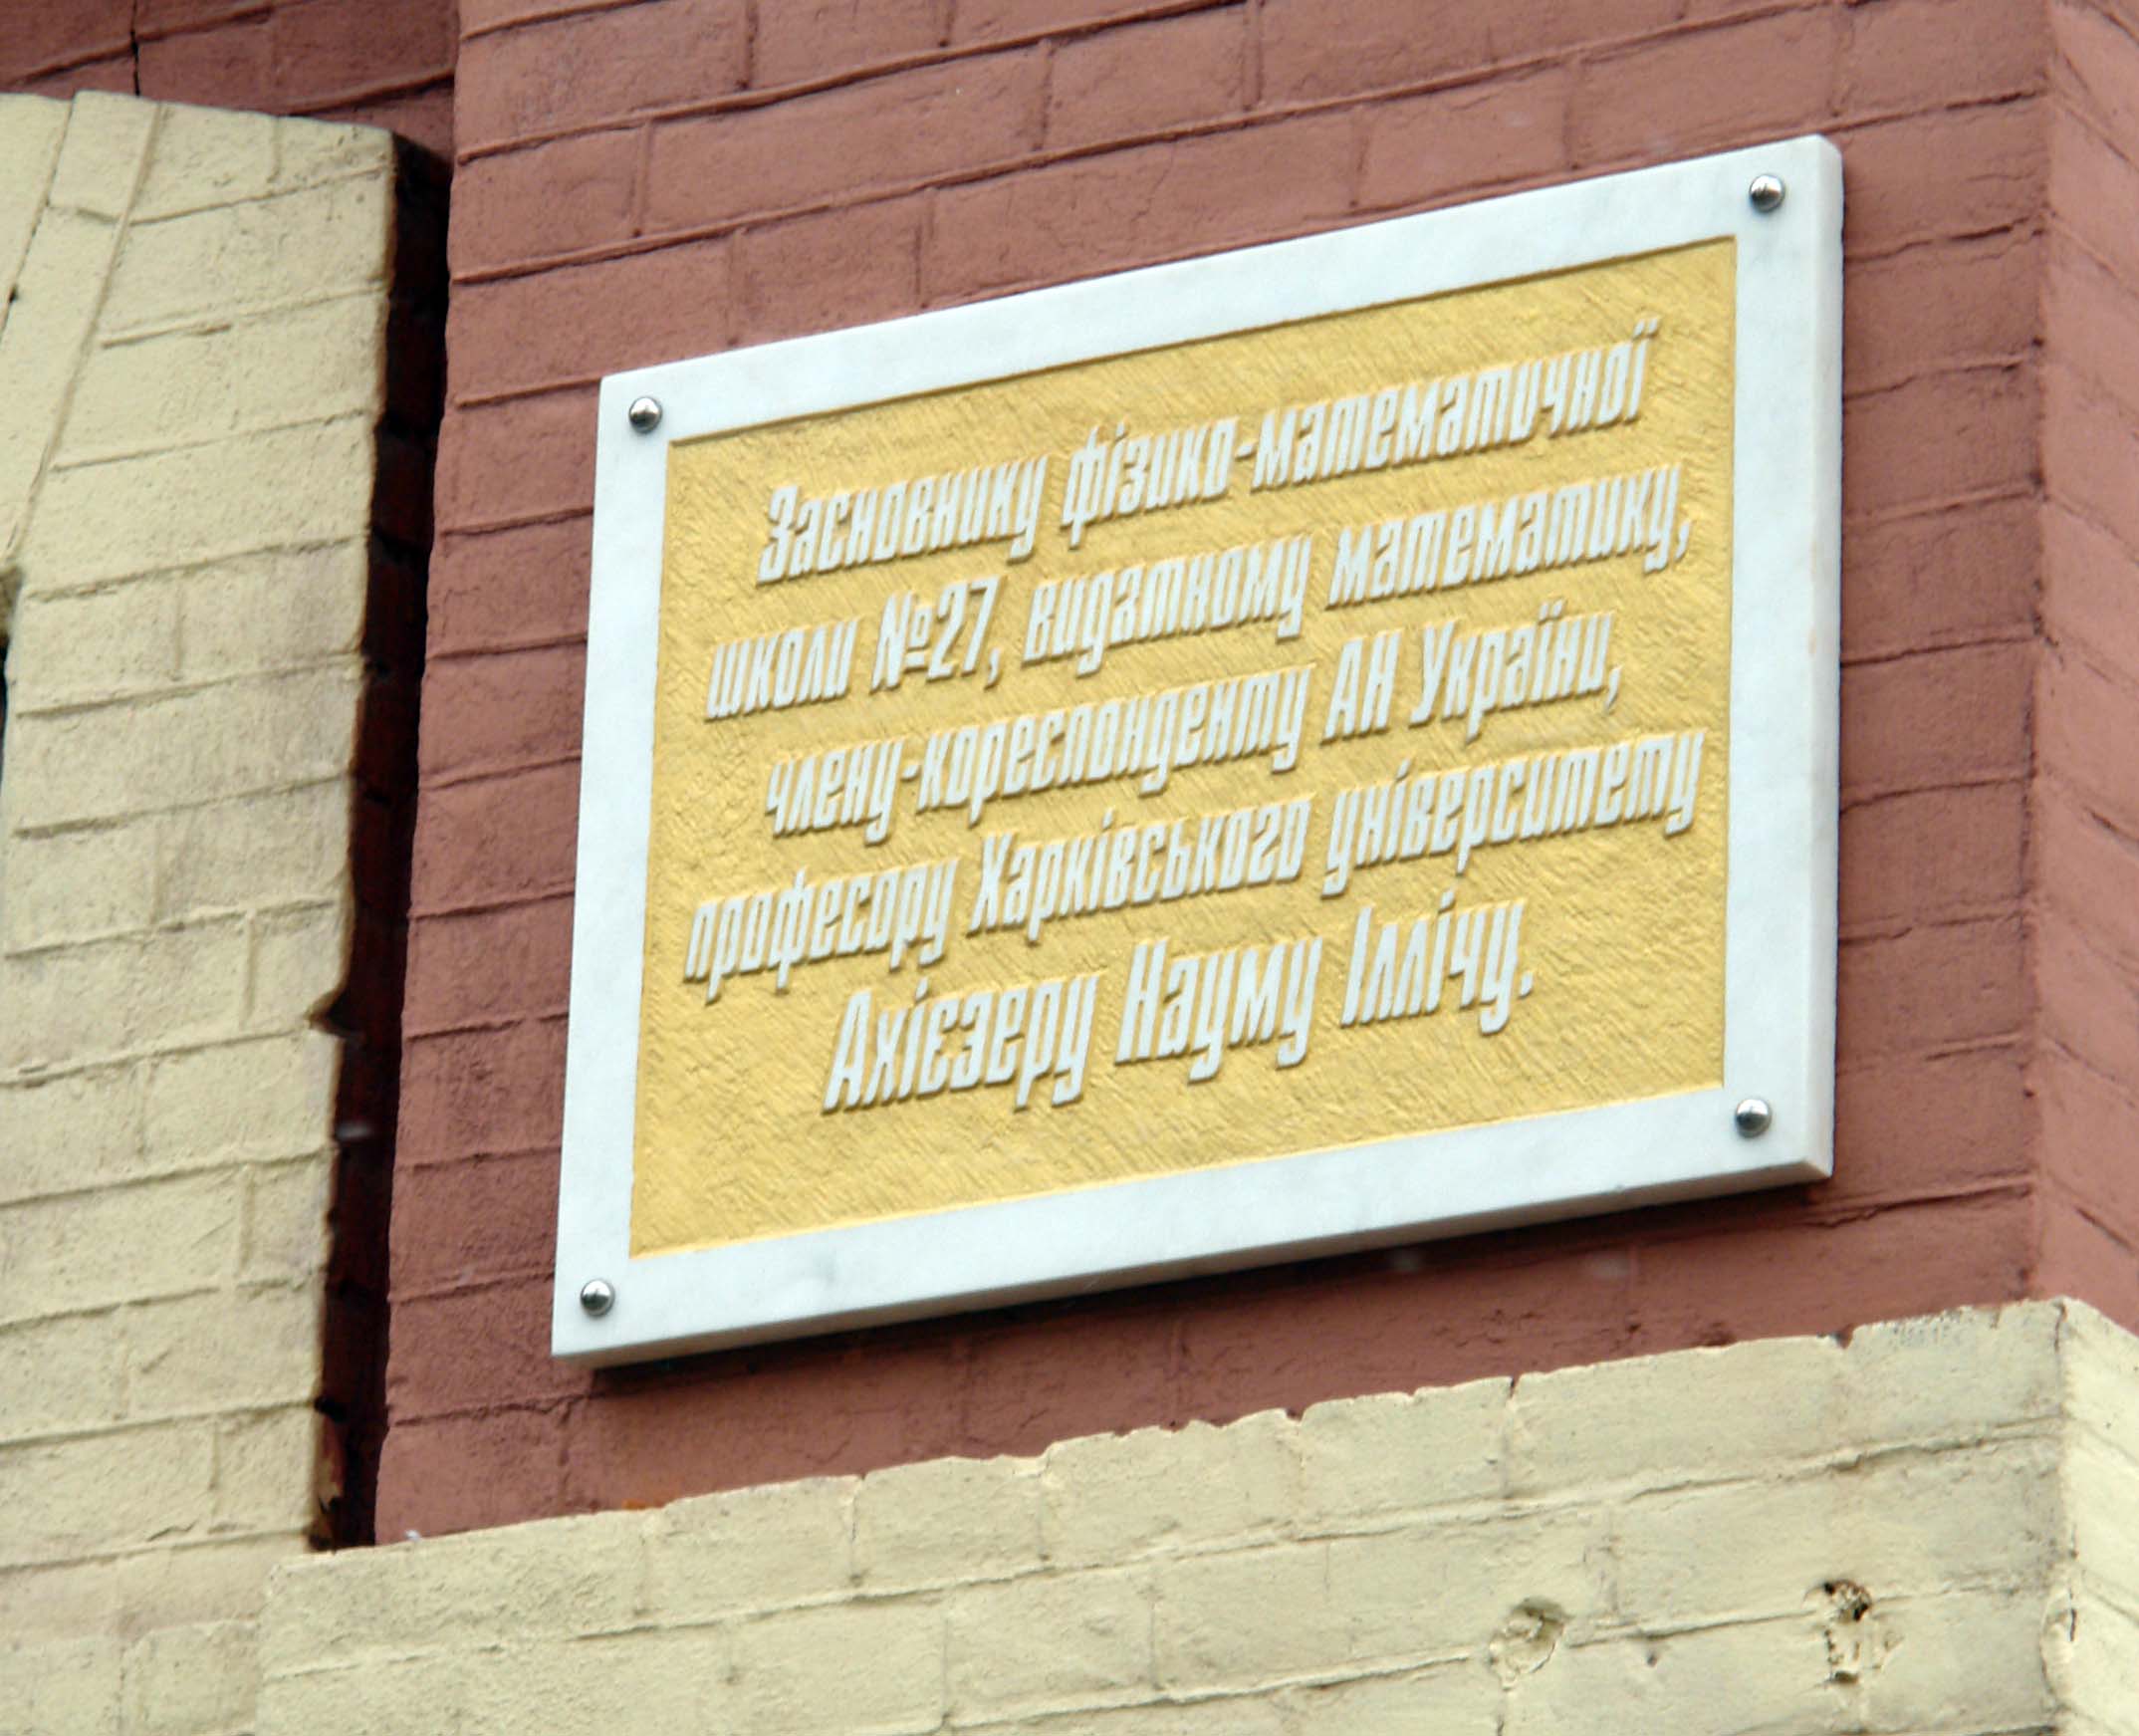 Засновнику фізико-математичної
школи №27, видатному математику,
члену-кореспонденту АН України,
професору Харківського університету
Ахієзеру Науму Іллічу.